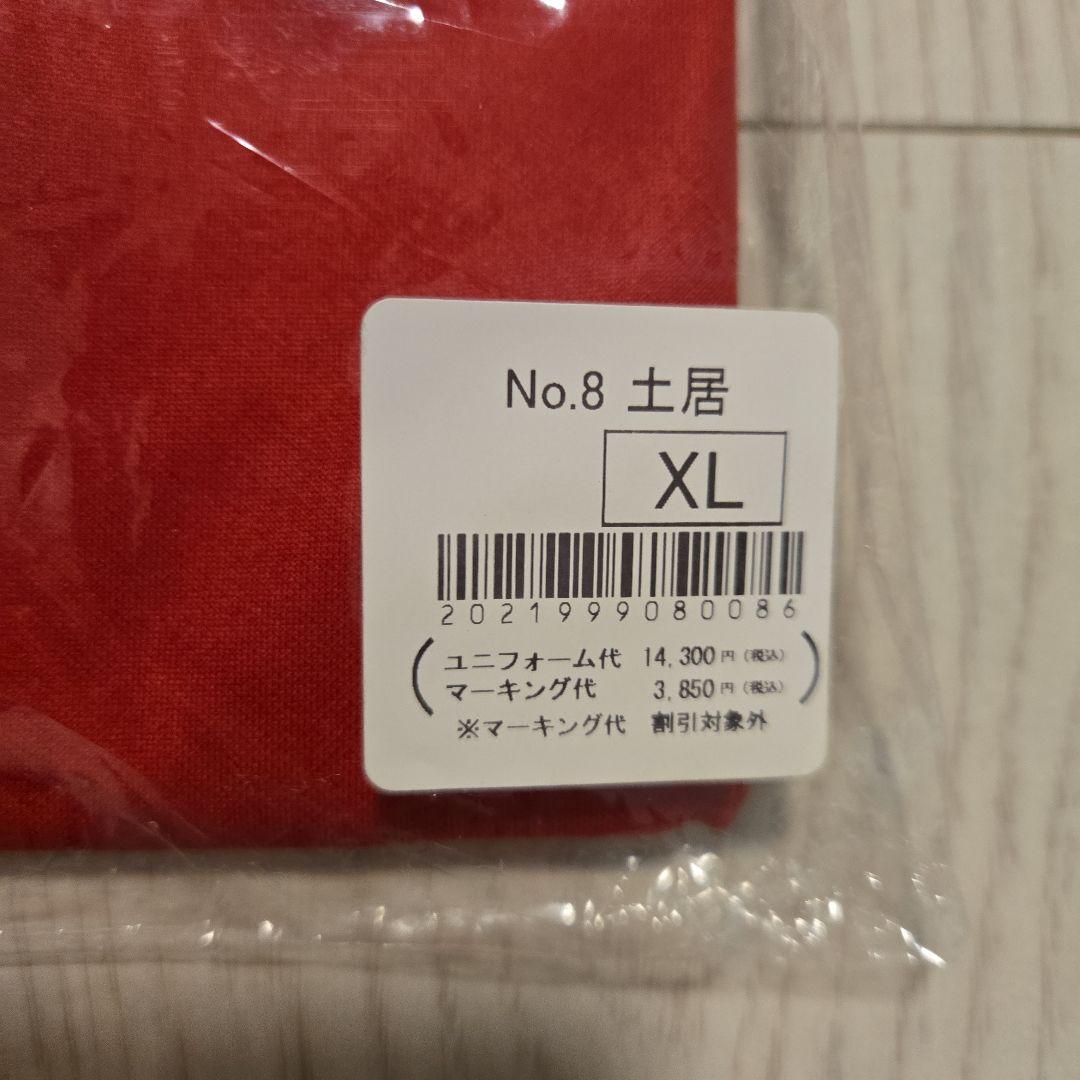 No.8 土居
XL
2021999080086
ユニフォーム代 14,300円(税込)
マーキング代 3,850円(税込)
※マーキング代 割引対象外